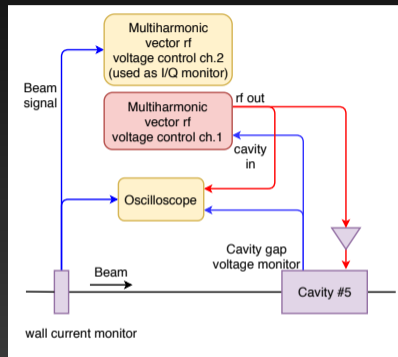 Multiharmonic
vector rf
voltage control ch.2
(used as I/Q monitor)
Beam
signal
Multiharmonic
vector rf
voltage control ch.1
rf out
cavity
in
Oscilloscope
Cavity gap
voltage monitor
Beam
Cavity #5
wall current monitor